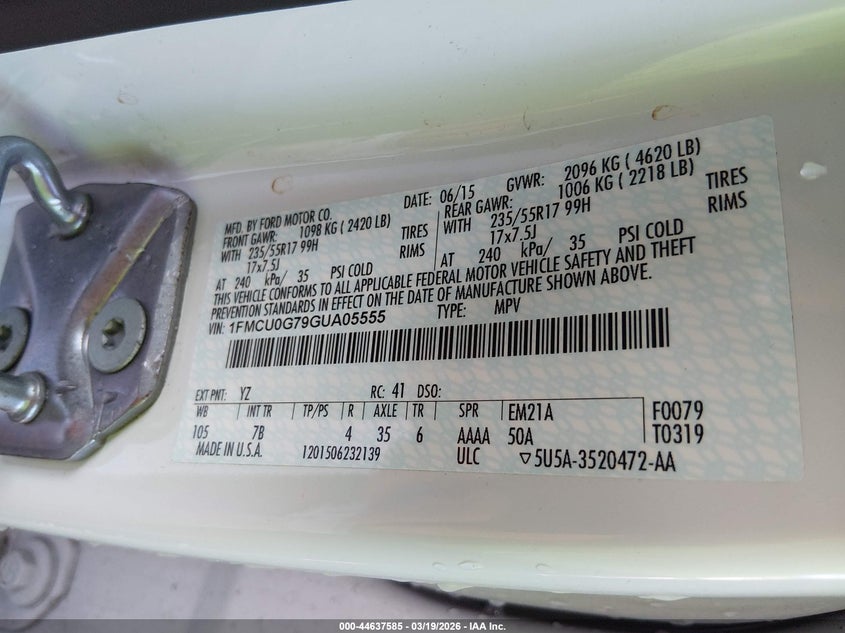 MFD. BY FORD MOTOR CO.
DATE: 06/15 GVWR: 2096 KG ( 4620 LB)
FRONT GAWR: 1098 KG ( 2420 LB)
REAR GAWR: 1006 KG ( 2218 LB)
WITH 235/55R17 99H TIRES
WITH 235/55R17 99H TIRES
17x7.5J RIMS
17x7.5J RIMS
AT 240 kPa/ 35 PSI COLD
AT 240 kPa/ 35 PSI COLD
THIS VEHICLE CONFORMS TO ALL APPLICABLE FEDERAL MOTOR VEHICLE SAFETY AND THEFT
PREVENTION STANDARDS IN EFFECT ON THE DATE OF MANUFACTURE SHOWN ABOVE.
VIN: 1FMCU0G79GUA05555 TYPE: MPV
EXT PNT: YZ RC: 41 DSO:
WB INT TR TP/PS R AXLE TR SPR EM21A F0079
105 7B 4 35 6 AAAA 50A T0319
MADE IN U.S.A. 1201506232139 ULC ▽5U5A-3520472-AA
000-44637585 - 03/19/2026 - IAA Inc.